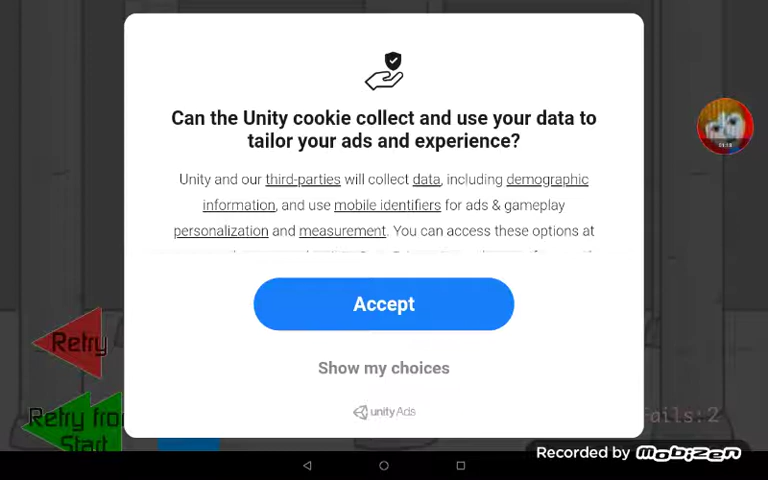 Can the Unity cookie collect and use your data to
tailor your ads and experience?
Unity and our third-parties will collect data, including demographic
information, and use mobile identifiers for ads & gameplay
personalization and measurement. You can access these options at
01:18
Accept
Retry
Show my choices
Retry from
Start
unity Ads
Fails:2
Recorded by mobizen